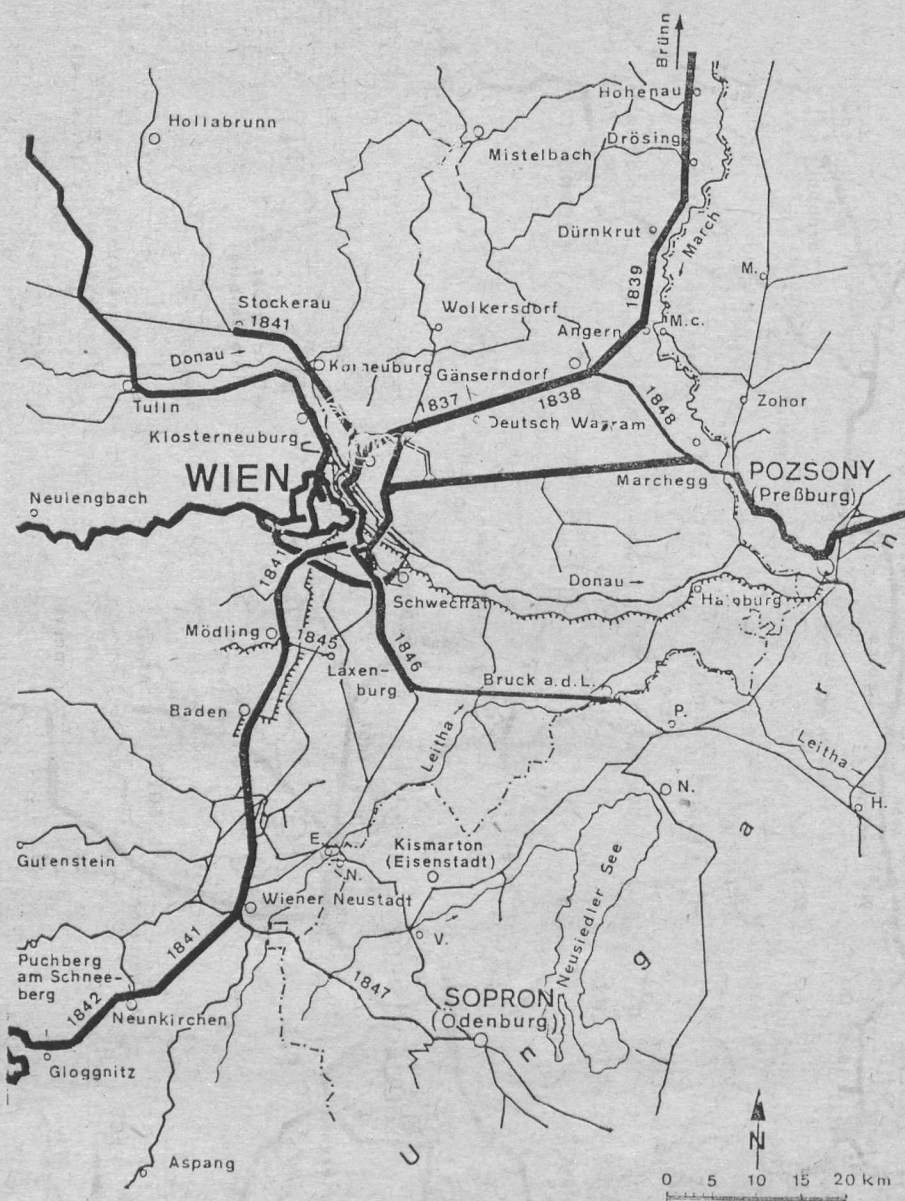 Brünn
Hohenau
Hollabrunn
Drösing
Mistelbach
Dürnkrut
March
1839
M.
Stockerau
1841
Wolkersdorf
Angern
M.c.
Donau
Korneuburg
Gänserndorf
1837
1838
1848
Zohor
Tulln
Deutsch Wagram
Klosterneuburg
WIEN
Marchegg
POZSONY
(Preßburg)
Neulengbach
1841
Donau
Hainburg
Schwechat
Mödling
1845
1846
Laxen-
burg
Bruck a.d.L.
Baden
P.
Leitha
Leitha
N.
H.
E.
Kismarton
(Eisenstadt)
Gutenstein
N.
Neusiedler See
Wiener Neustadt
V.
1841
1847
Puchberg
am Schnee-
berg
1842
Neunkirchen
SOPRON
(Ödenburg)
Gloggnitz
U n g a r n
N
Aspang
0 5 10 15 20 km